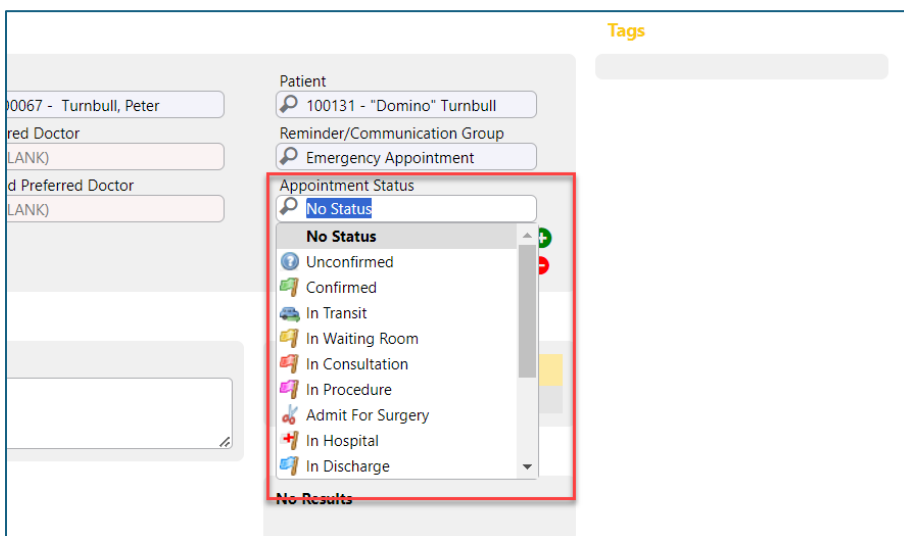 Tags
Patient
00067 - Turnbull, Peter
100131 - "Domino" Turnbull
red Doctor
Reminder/Communication Group
LANK)
Emergency Appointment
d Preferred Doctor
Appointment Status
LANK)
No Status
No Status
Unconfirmed
Confirmed
In Transit
In Waiting Room
In Consultation
In Procedure
Admit For Surgery
In Hospital
In Discharge
No Results